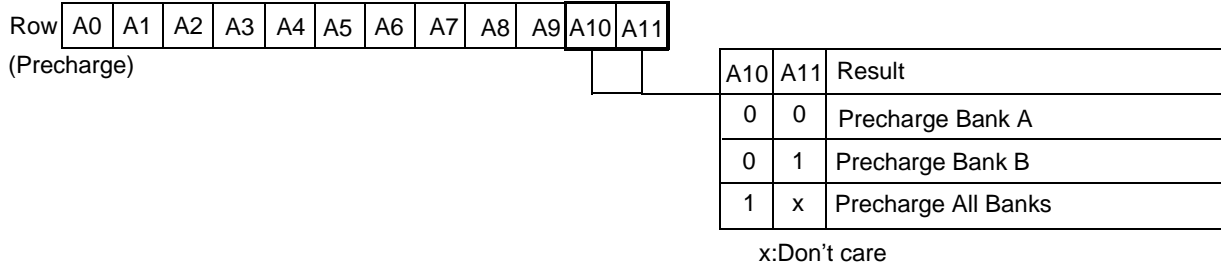 Row A0 A1 A2 A3 A4 A5 A6 A7 A8 A9 A10 A11
(Precharge)
A10 A11 Result
0 0 Precharge Bank A
0 1 Precharge Bank B
1 x Precharge All Banks
x:Don't care